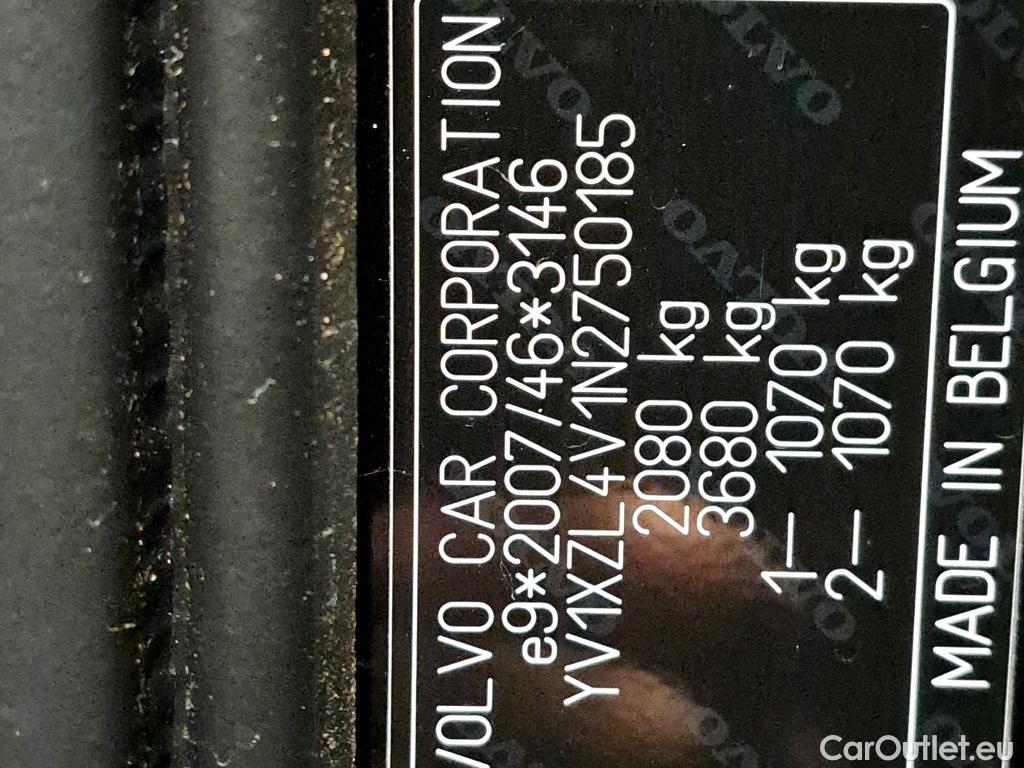 VOLVO CAR CORPORATION
e9*2007/46*3146
YV1XZL4V1N2750185
2080 kg
3680 kg
1- 1070 kg
2- 1070 kg
MADE IN BELGIUM
CarOutlet.eu